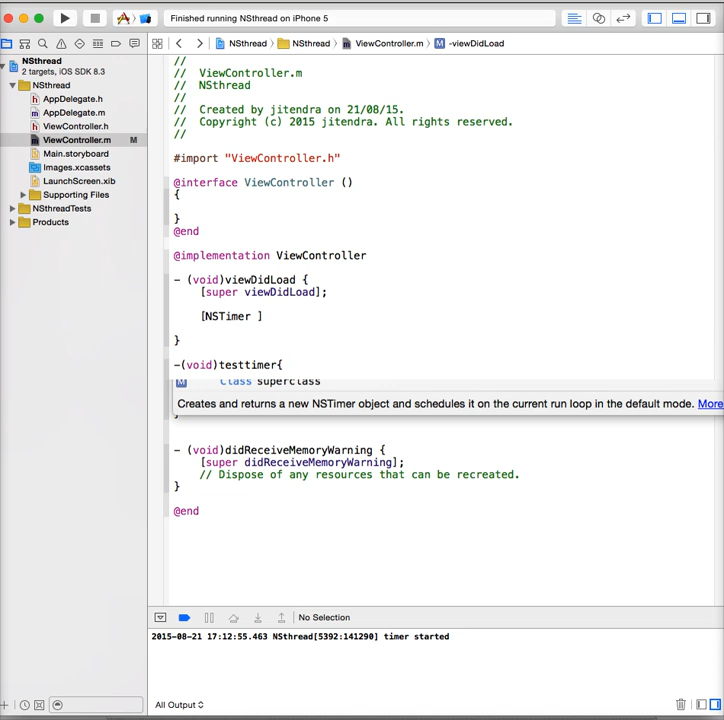 Finished running NSthread on iPhone 5
NSthread
2 targets, iOS SDK 8.3
NSthread
AppDelegate.h
AppDelegate.m
ViewController.h
ViewController.m M
Main.storyboard
Images.xcassets
LaunchScreen.xib
Supporting Files
NSthreadTests
Products
NSthread NSthread ViewController.m M -viewDidLoad
//
// ViewController.m
// NSthread
//
// Created by jitendra on 21/08/15.
// Copyright (c) 2015 jitendra. All rights reserved.
//
#import "ViewController.h"
@interface ViewController ()
{
}
@end
@implementation ViewController
- (void)viewDidLoad {
[super viewDidLoad];
[NSTimer ]
}
-(void)testtimer{
M Class superclass
Creates and returns a new NSTimer object and schedules it on the current run loop in the default mode. More
- (void)didReceiveMemoryWarning {
[super didReceiveMemoryWarning];
// Dispose of any resources that can be recreated.
}
@end
No Selection
2015-08-21 17:12:55.463 NSthread[5392:141290] timer started
All Output